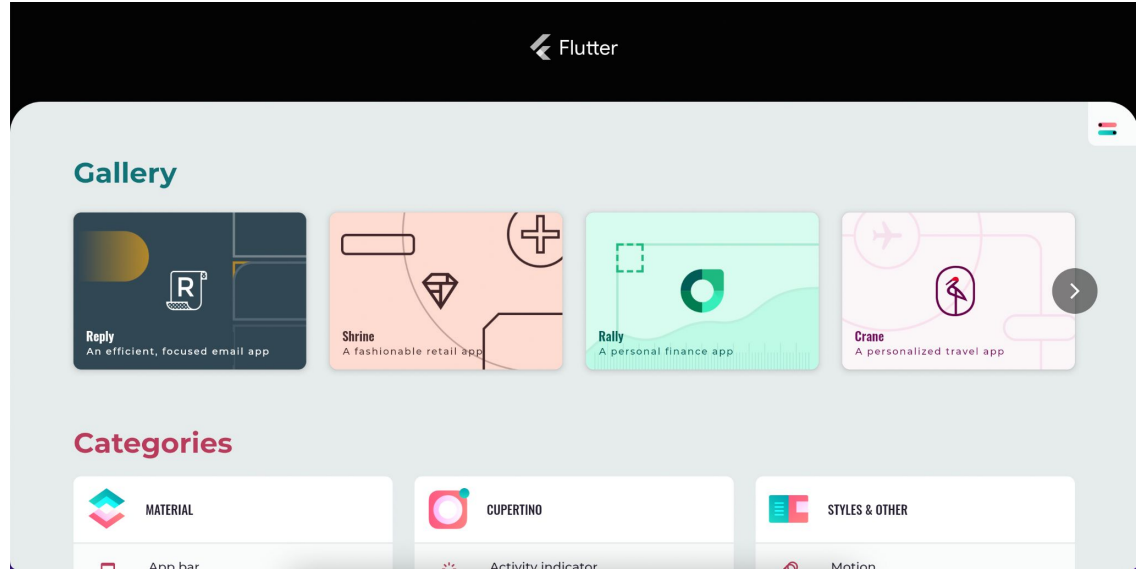 Flutter
Gallery
R
Reply
An efficient, focused email app
Shrine
A fashionable retail app
Rally
A personal finance app
Crane
A personalized travel app
Categories
MATERIAL
CUPERTINO
STYLES & OTHER
App bar
Activity indicator
Motion